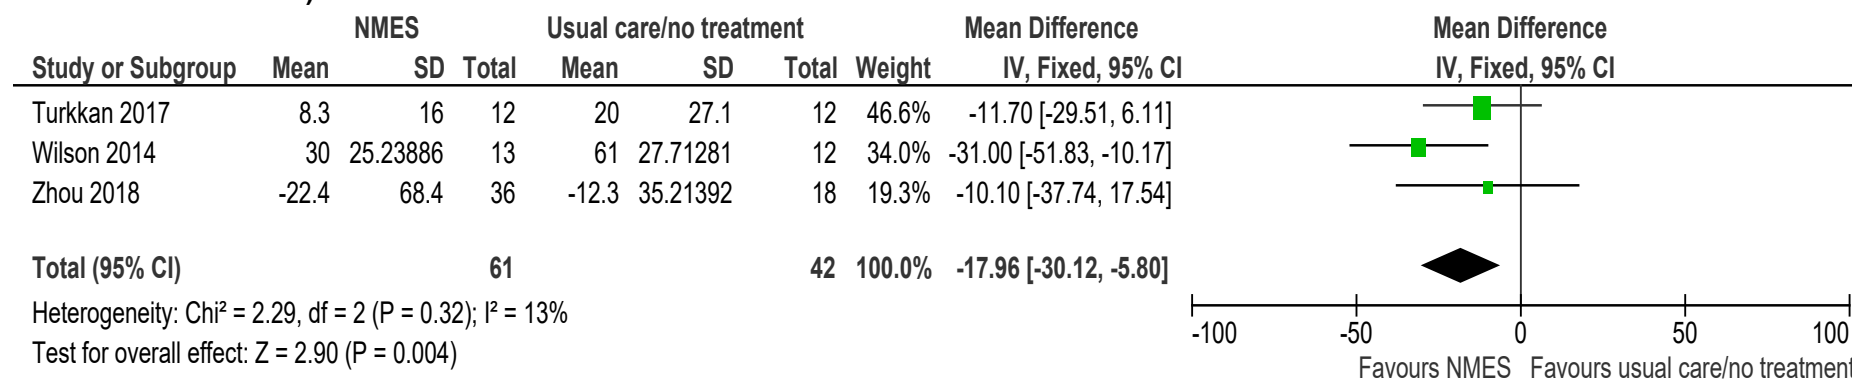 NMES Usual care/no treatment Mean Difference Mean Difference
Study or Subgroup Mean SD Total Mean SD Total Weight IV, Fixed, 95% CI IV, Fixed, 95% CI
Turkkan 2017 8.3 16 12 20 27.1 12 46.6% -11.70 [-29.51, 6.11]
Wilson 2014 30 25.23886 13 61 27.71281 12 34.0% -31.00 [-51.83, -10.17]
Zhou 2018 -22.4 68.4 36 -12.3 35.21392 18 19.3% -10.10 [-37.74, 17.54]
Total (95% CI) 61 42 100.0% -17.96 [-30.12, -5.80]
Heterogeneity: Chi² = 2.29, df = 2 (P = 0.32); I² = 13%
Test for overall effect: Z = 2.90 (P = 0.004)
-100 -50 0 50 100
Favours NMES Favours usual care/no treatment